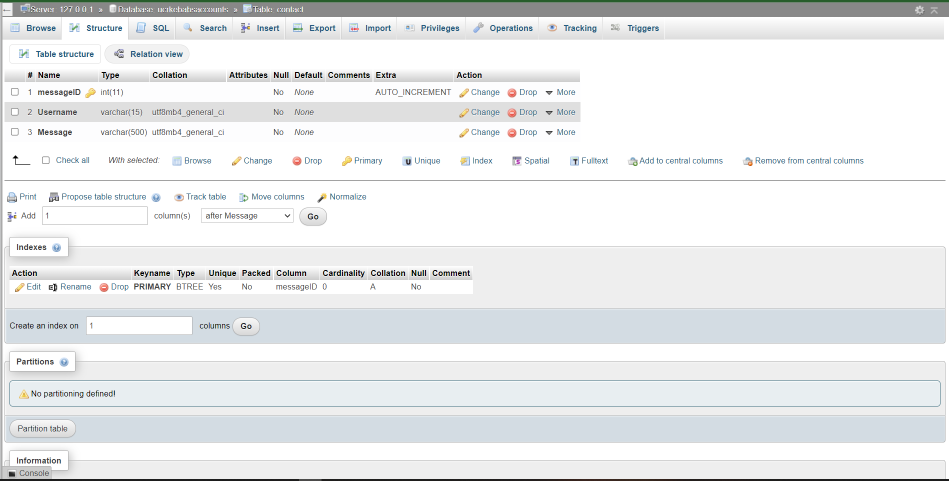 Server: 127.0.0.1 » Database: uckebabsaccounts » Table: contact
Browse Structure SQL Search Insert Export Import Privileges Operations Tracking Triggers
Table structure Relation view
# Name Type Collation Attributes Null Default Comments Extra Action
1 messageID int(11) No None AUTO_INCREMENT Change Drop More
2 Username varchar(15) utf8mb4_general_ci No None Change Drop More
3 Message varchar(500) utf8mb4_general_ci No None Change Drop More
Check all With selected: Browse Change Drop Primary Unique Index Spatial Fulltext Add to central columns Remove from central columns
Print Propose table structure Track table Move columns Normalize
Add 1 column(s) after Message Go
Indexes
Action Keyname Type Unique Packed Column Cardinality Collation Null Comment
Edit Rename Drop PRIMARY BTREE Yes No messageID 0 A No
Create an index on 1 columns Go
Partitions
No partitioning defined!
Partition table
Information
Console